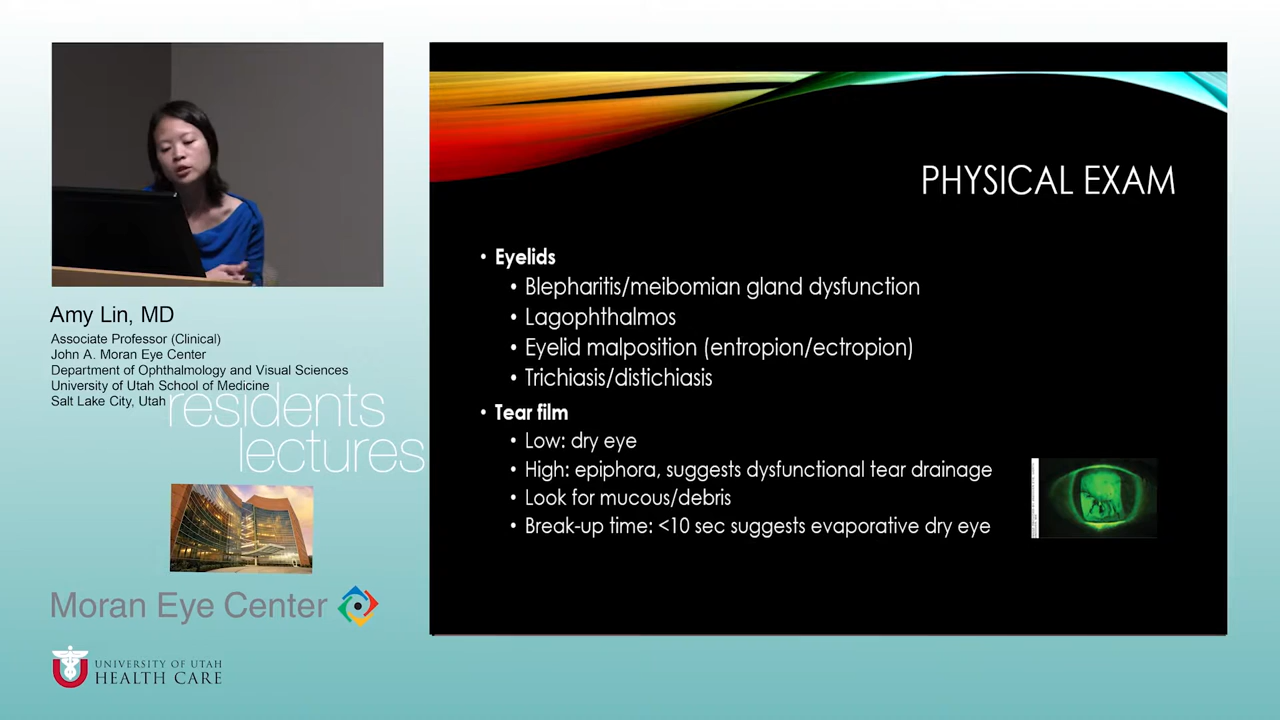 PHYSICAL EXAM
• Eyelids
• Blepharitis/meibomian gland dysfunction
• Lagophthalmos
• Eyelid malposition (entropion/ectropion)
• Trichiasis/distichiasis
• Tear film
• Low: dry eye
• High: epiphora, suggests dysfunctional tear drainage
• Look for mucous/debris
• Break-up time: <10 sec suggests evaporative dry eye
Amy Lin, MD
Associate Professor (Clinical)
John A. Moran Eye Center
Department of Ophthalmology and Visual Sciences
University of Utah School of Medicine
Salt Lake City, Utah
residents
lectures
Moran Eye Center
UNIVERSITY OF UTAH
HEALTH CARE